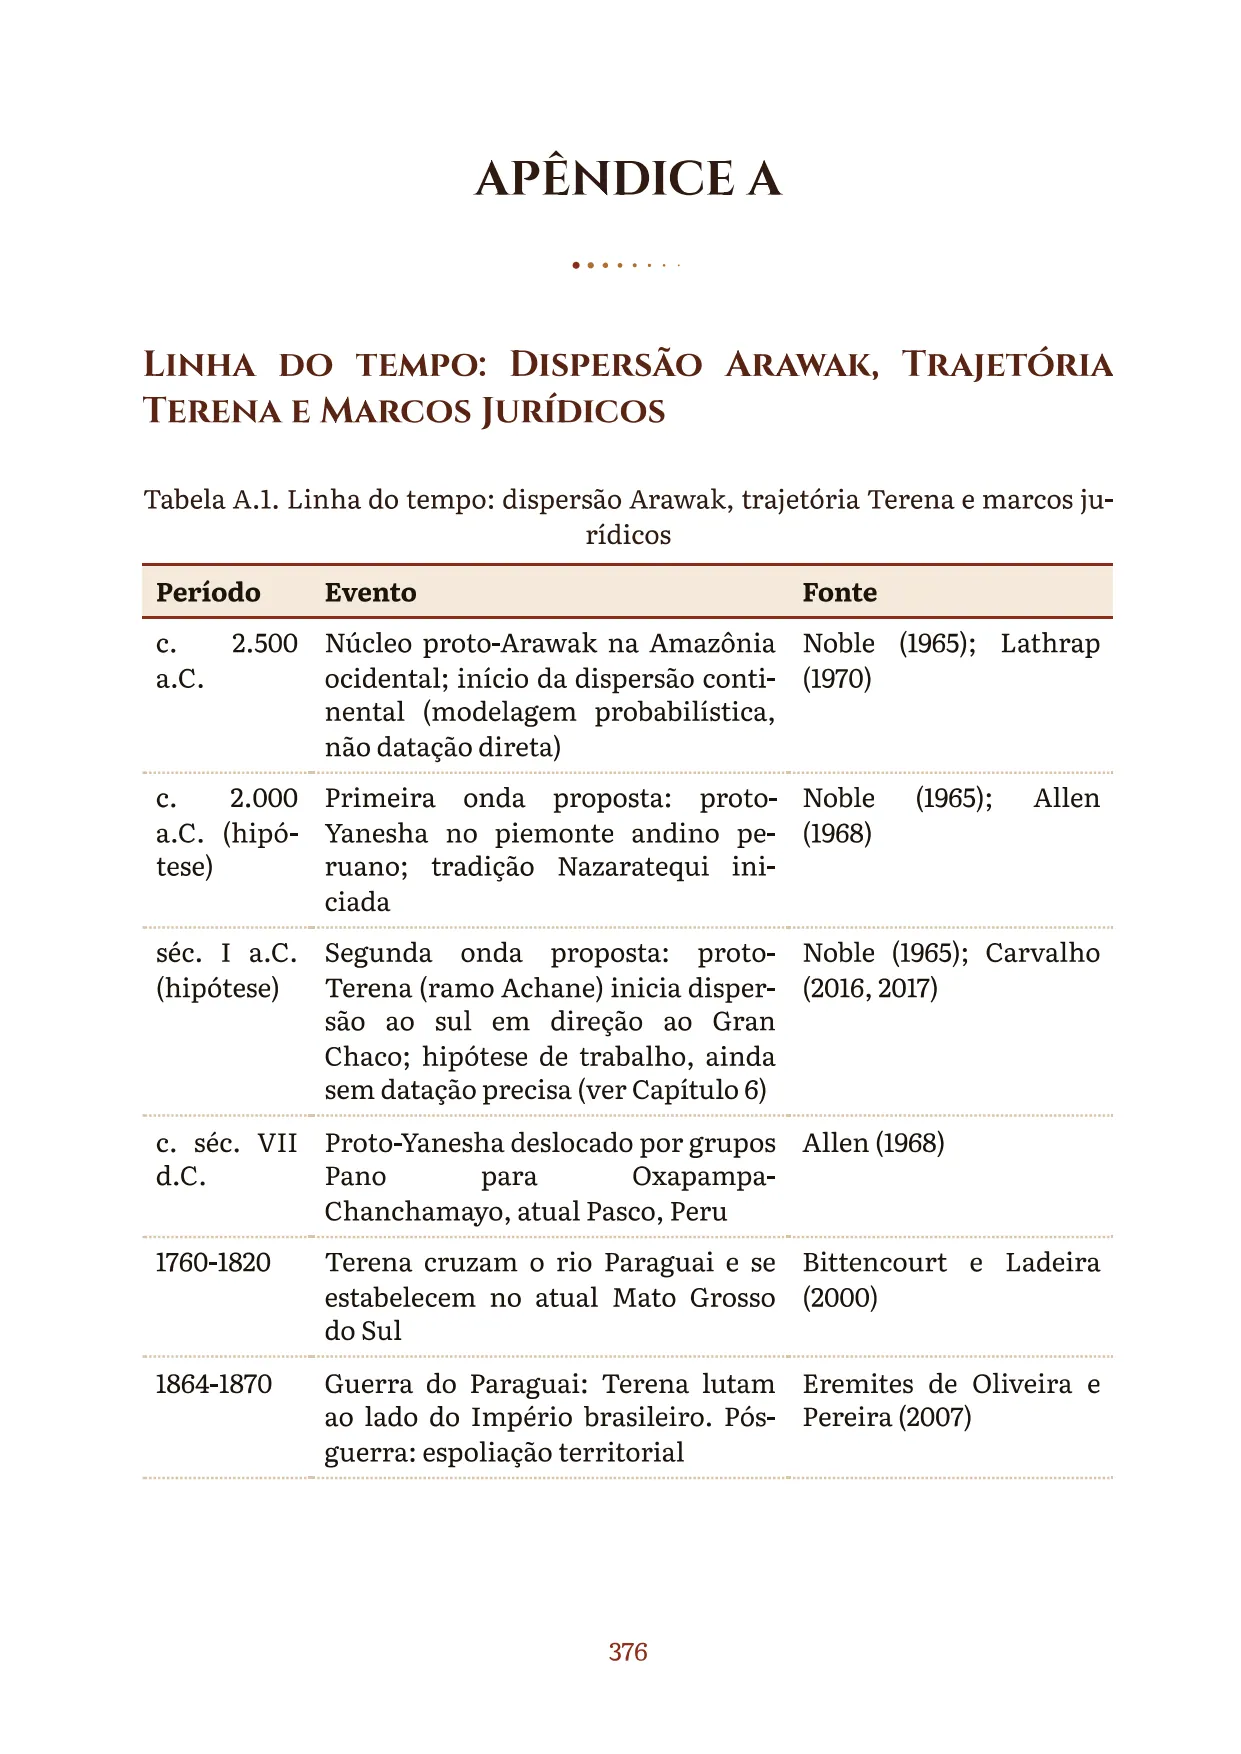 APÊNDICE A
Linha do tempo: Dispersão Arawak, Trajetória
Terena e Marcos Jurídicos
Tabela A.1. Linha do tempo: dispersão Arawak, trajetória Terena e marcos ju-
rídicos
Período Evento Fonte
c. 2.500 Núcleo proto-Arawak na Amazônia Noble (1965); Lathrap
a.C. ocidental; início da dispersão conti- (1970)
nental (modelagem probabilística,
não datação direta)
c. 2.000 Primeira onda proposta: proto- Noble (1965); Allen
a.C. (hipó- Yanesha no piemonte andino pe- (1968)
tese) ruano; tradição Nazaratequi ini-
ciada
séc. I a.C. Segunda onda proposta: proto- Noble (1965); Carvalho
(hipótese) Terena (ramo Achane) inicia disper- (2016, 2017)
são ao sul em direção ao Gran
Chaco; hipótese de trabalho, ainda
sem datação precisa (ver Capítulo 6)
c. séc. VII Proto-Yanesha deslocado por grupos Allen (1968)
d.C. Pano para Oxapampa-
Chanchamayo, atual Pasco, Peru
1760-1820 Terena cruzam o rio Paraguai e se Bittencourt e Ladeira
estabelecem no atual Mato Grosso (2000)
do Sul
1864-1870 Guerra do Paraguai: Terena lutam Eremites de Oliveira e
ao lado do Império brasileiro. Pós- Pereira (2007)
guerra: espoliação territorial
376